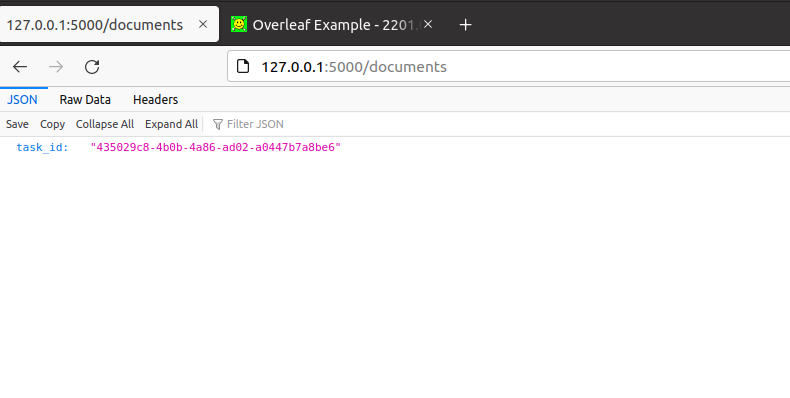 127.0.0.1:5000/documents
Overleaf Example - 2201.
127.0.0.1:5000/documents
JSON Raw Data Headers
Save Copy Collapse All Expand All Filter JSON
task_id: "435029c8-4b0b-4a86-ad02-a0447b7a8be6"